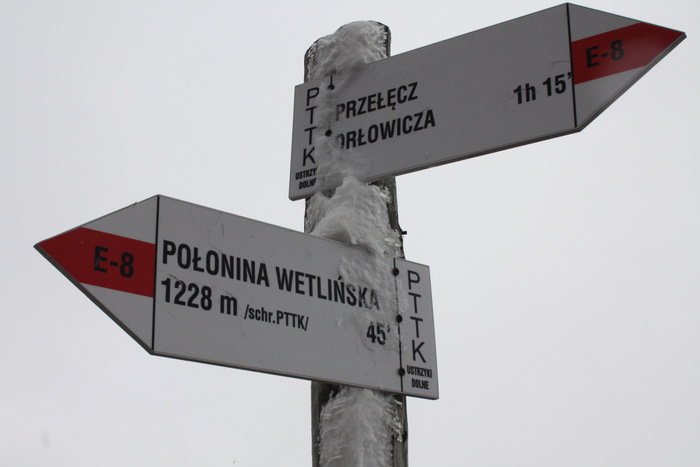 PTTK
USTRZYKI
DOLNE
PRZEŁĘCZ
ORŁOWICZA
1h 15'
E-8
E-8
POŁONINA WETLIŃSKA
1228 m /schr.PTTK/
45'
PTTK
USTRZYKI
DOLNE